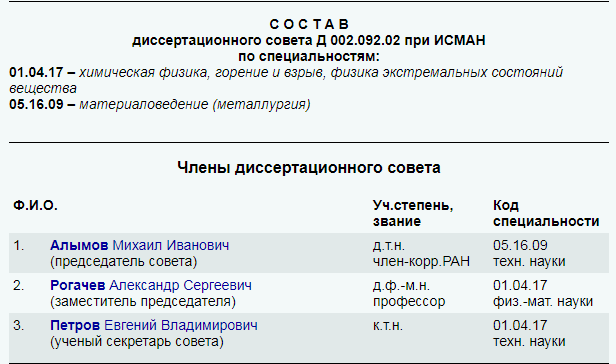 С О С Т А В
диссертационного совета Д 002.092.02 при ИСМАН
по специальностям:
01.04.17 – химическая физика, горение и взрыв, физика экстремальных состояний
вещества
05.16.09 – материаловедение (металлургия)
Члены диссертационного совета
Ф.И.О. Уч.степень, Код
звание специальности
1. Алымов Михаил Иванович д.т.н. 05.16.09
(председатель совета) член-корр.РАН техн. науки
2. Рогачев Александр Сергеевич д.ф.-м.н. 01.04.17
(заместитель председателя) профессор физ.-мат. науки
3. Петров Евгений Владимирович к.т.н. 01.04.17
(ученый секретарь совета) техн. науки